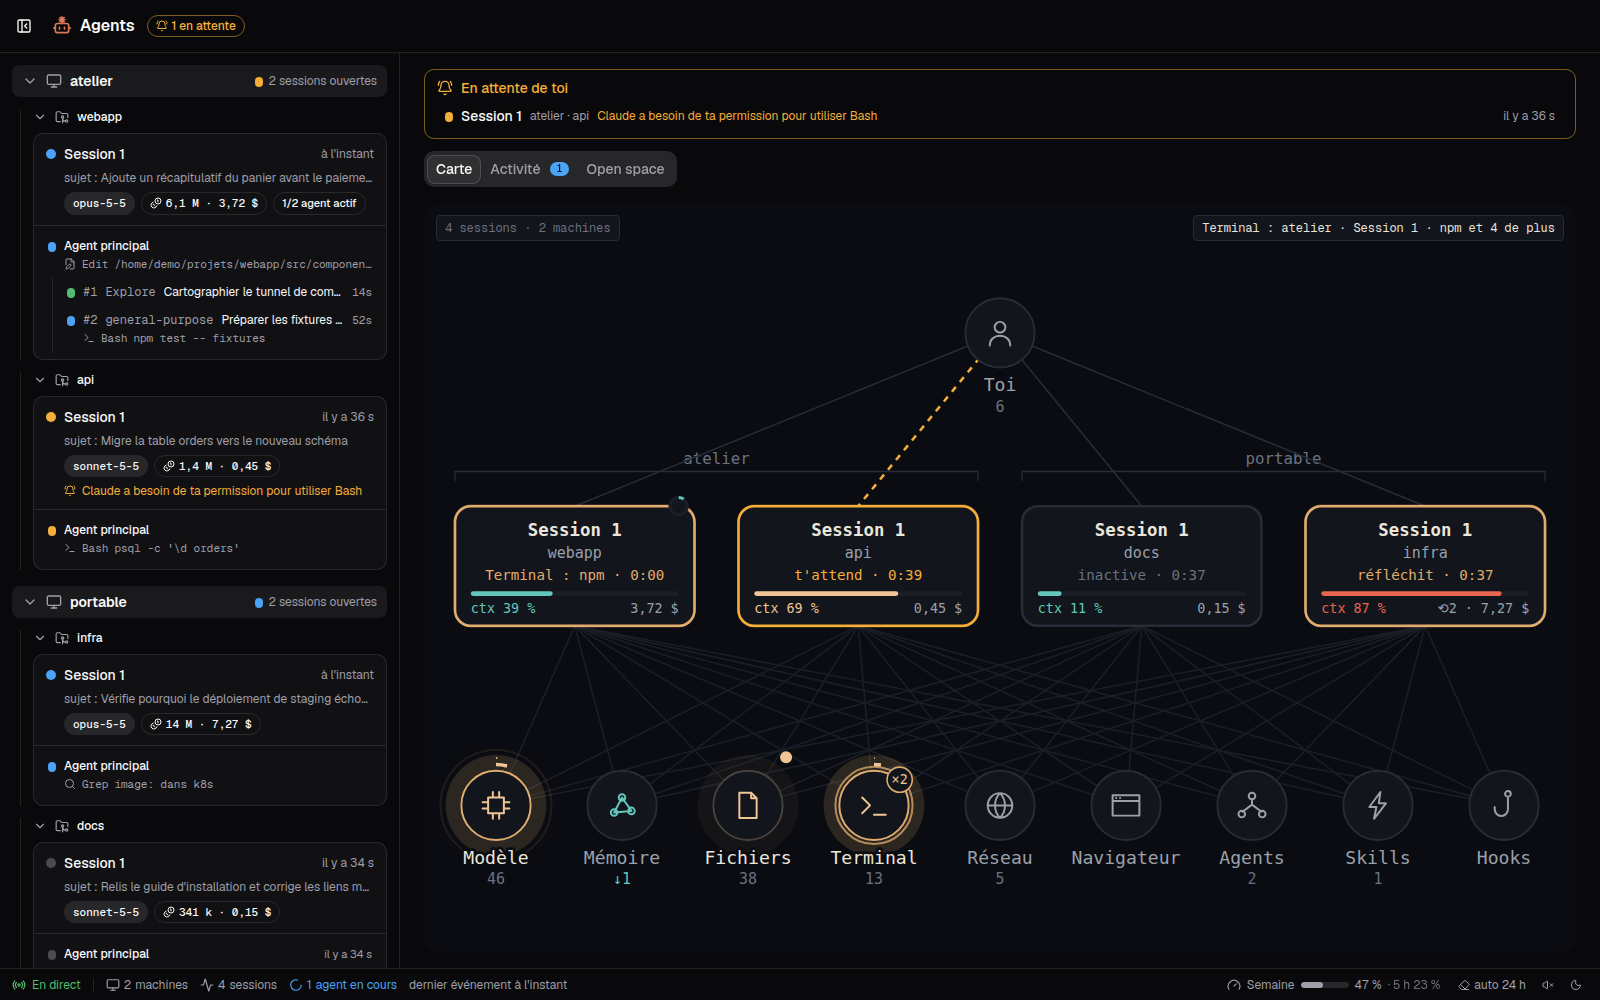 Agents
1 en attente
atelier
2 sessions ouvertes
webapp
Session 1
à l'instant
sujet : Ajoute un récapitulatif du panier avant le paieme…
opus-5-5
6,1 M · 3,72 $
1/2 agent actif
Agent principal
Edit /home/demo/projets/webapp/src/componen…
#1 Explore Cartographier le tunnel de com… 14s
#2 general-purpose Préparer les fixtures … 52s
Bash npm test -- fixtures
api
Session 1
il y a 36 s
sujet : Migre la table orders vers le nouveau schéma
sonnet-5-5
1,4 M · 0,45 $
Claude a besoin de ta permission pour utiliser Bash
Agent principal
Bash psql -c '\d orders'
portable
2 sessions ouvertes
infra
Session 1
à l'instant
sujet : Vérifie pourquoi le déploiement de staging écho…
opus-5-5
14 M · 7,27 $
Agent principal
Grep image: dans k8s
docs
Session 1
il y a 34 s
sujet : Relis le guide d'installation et corrige les liens m…
sonnet-5-5
341 k · 0,15 $
Agent principal
il y a 34 s
En attente de toi
Session 1 atelier · api Claude a besoin de ta permission pour utiliser Bash
il y a 36 s
Carte
Activité 1
Open space
4 sessions · 2 machines
Terminal : atelier · Session 1 · npm et 4 de plus
Toi
6
atelier
portable
Session 1
webapp
Terminal : npm · 0:00
ctx 39 % 3,72 $
Session 1
api
t'attend · 0:39
ctx 69 % 0,45 $
Session 1
docs
inactive · 0:37
ctx 11 % 0,15 $
Session 1
infra
réfléchit · 0:37
ctx 87 % ⟲2 · 7,27 $
×2
Modèle
46
Mémoire
↓1
Fichiers
38
Terminal
13
Réseau
5
Navigateur
Agents
2
Skills
1
Hooks
En direct
2 machines
4 sessions
1 agent en cours
dernier événement à l'instant
Semaine 47 % · 5 h 23 %
auto 24 h